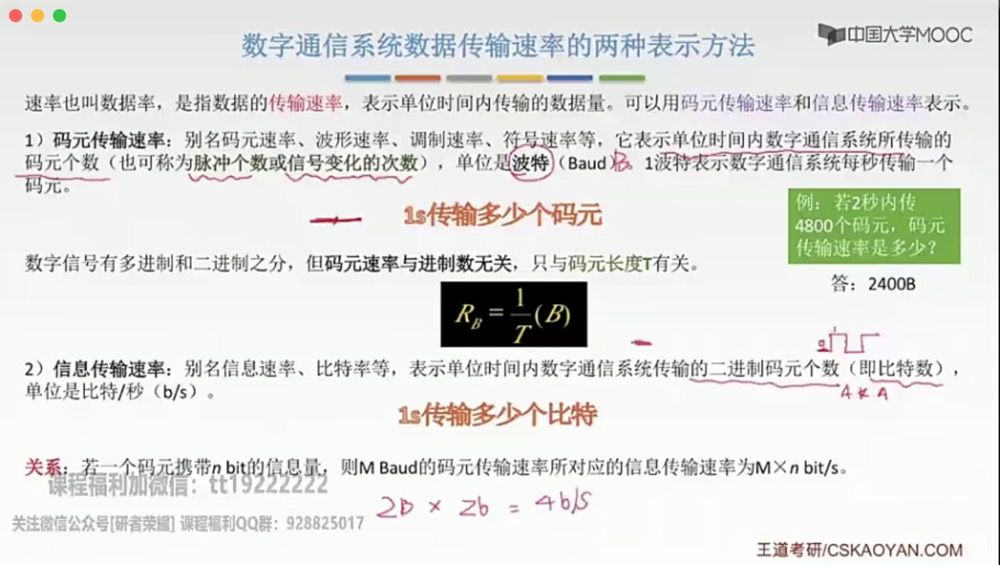 中国大学MOOC
数字通信系统数据传输速率的两种表示方法
速率也叫数据率，是指数据的传输速率，表示单位时间内传输的数据量。可以用码元传输速率和信息传输速率表示。
1）码元传输速率：别名码元速率、波形速率、调制速率、符号速率等，它表示单位时间内数字通信系统所传输的
码元个数（也可称为脉冲个数或信号变化的次数），单位是波特（Baud）B。1波特表示数字通信系统每秒传输一个
码元。
1s传输多少个码元
例：若2秒内传
4800个码元，码元
传输速率是多少？
答：2400B
数字信号有多进制和二进制之分，但码元速率与进制数无关，只与码元长度T有关。
R_B = 1/T (B)
2）信息传输速率：别名信息速率、比特率等，表示单位时间内数字通信系统传输的二进制码元个数（即比特数），
单位是比特/秒（b/s）。
1s传输多少个比特
关系：若一个码元携带n bit的信息量，则M Baud的码元传输速率所对应的信息传输速率为M×n bit/s。
课程福利加微信：tt19222222
2B × 2b = 4b/s
关注微信公众号[研者荣耀] 课程福利QQ群：928825017
王道考研/CSKAOYAN.COM